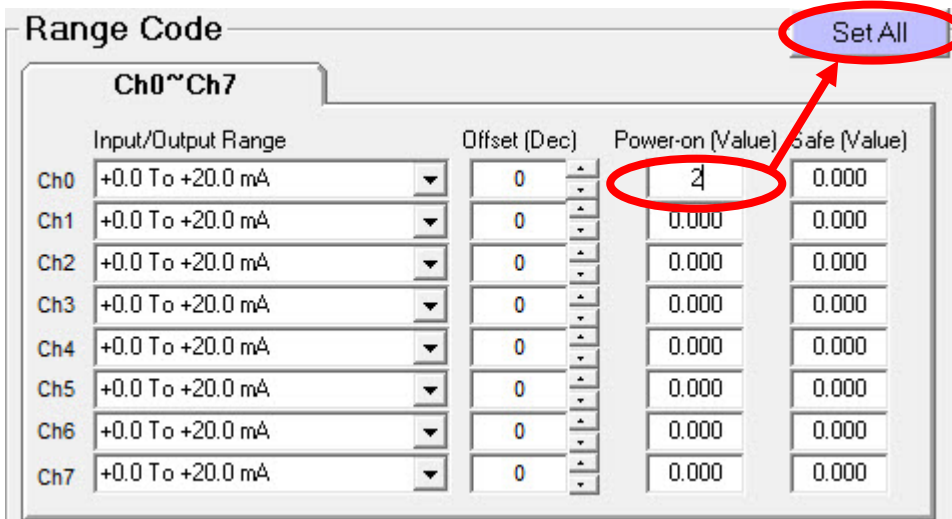 Range Code Set All
Ch0~Ch7
Input/Output Range Offset (Dec) Power-on (Value) Safe (Value)
Ch0 +0.0 To +20.0 mA 0 2 0.000
Ch1 +0.0 To +20.0 mA 0 0.000 0.000
Ch2 +0.0 To +20.0 mA 0 0.000 0.000
Ch3 +0.0 To +20.0 mA 0 0.000 0.000
Ch4 +0.0 To +20.0 mA 0 0.000 0.000
Ch5 +0.0 To +20.0 mA 0 0.000 0.000
Ch6 +0.0 To +20.0 mA 0 0.000 0.000
Ch7 +0.0 To +20.0 mA 0 0.000 0.000